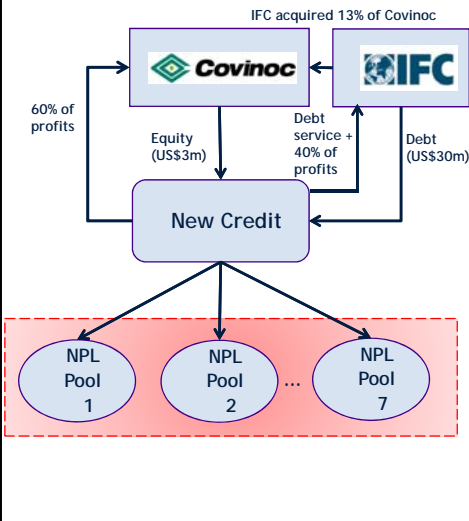 IFC acquired 13% of Covinoc
Covinoc
IFC
60% of
profits
Equity
(US$3m)
Debt
service +
40% of
profits
Debt
(US$30m)
New Credit
NPL
Pool
1
NPL
Pool
2
...
NPL
Pool
7